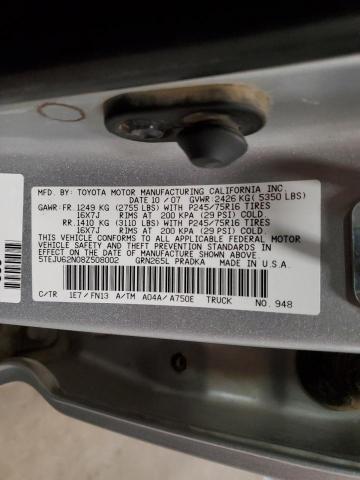 MFD. BY: TOYOTA MOTOR MANUFACTURING CALIFORNIA INC.
DATE 10 / 07 GVWR: 2426 KG ( 5350 LBS)
GAWR: FR. 1249 KG (2755 LBS) WITH P245/75R16 TIRES
16X7J RIMS AT 200 KPA (29 PSI) COLD.
RR. 1410 KG (3110 LBS) WITH P245/75R16 TIRES
16X7J RIMS AT 200 KPA (29 PSI) COLD.
THIS VEHICLE CONFORMS TO ALL APPLICABLE FEDERAL MOTOR
VEHICLE SAFETY AND THEFT PREVENTION STANDARDS IN
EFFECT ON THE DATE OF MANUFACTURE SHOWN ABOVE.
5TEJU62N08Z508002 GRN265L PRADKA MADE IN U.S.A.
C/TR 1E7 / FN13 A/TM A04A / A750E TRUCK NO. 948